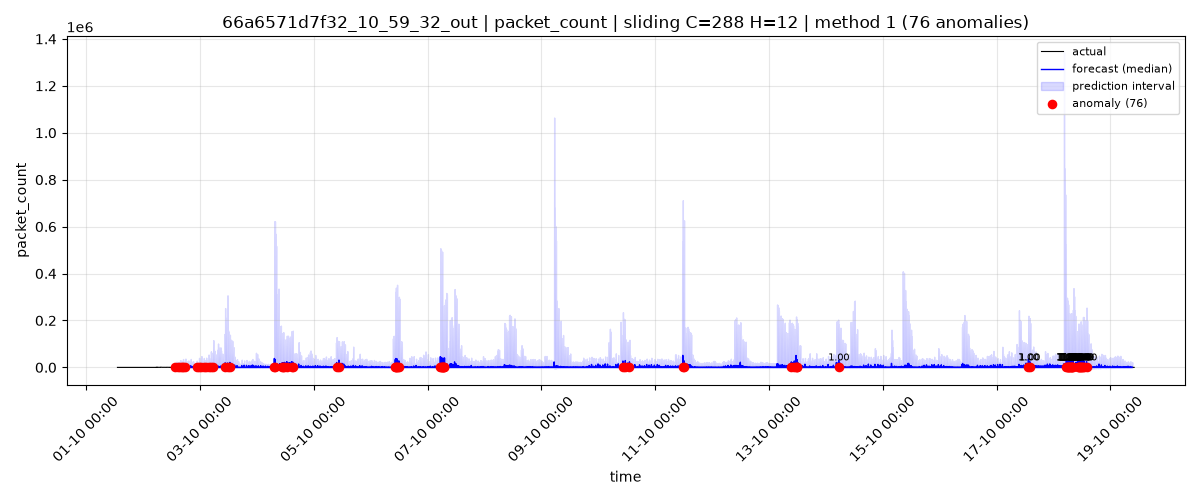 66a6571d7f32_10_59_32_out | packet_count | sliding C=288 H=12 | method 1 (76 anomalies)
1e6
actual
forecast (median)
prediction interval
anomaly (76)
1.4
1.2
1.0
0.8
0.6
0.4
0.2
0.0
packet_count
1.00
1.00
01-10 00:00
03-10 00:00
05-10 00:00
07-10 00:00
09-10 00:00
11-10 00:00
13-10 00:00
15-10 00:00
17-10 00:00
19-10 00:00
time